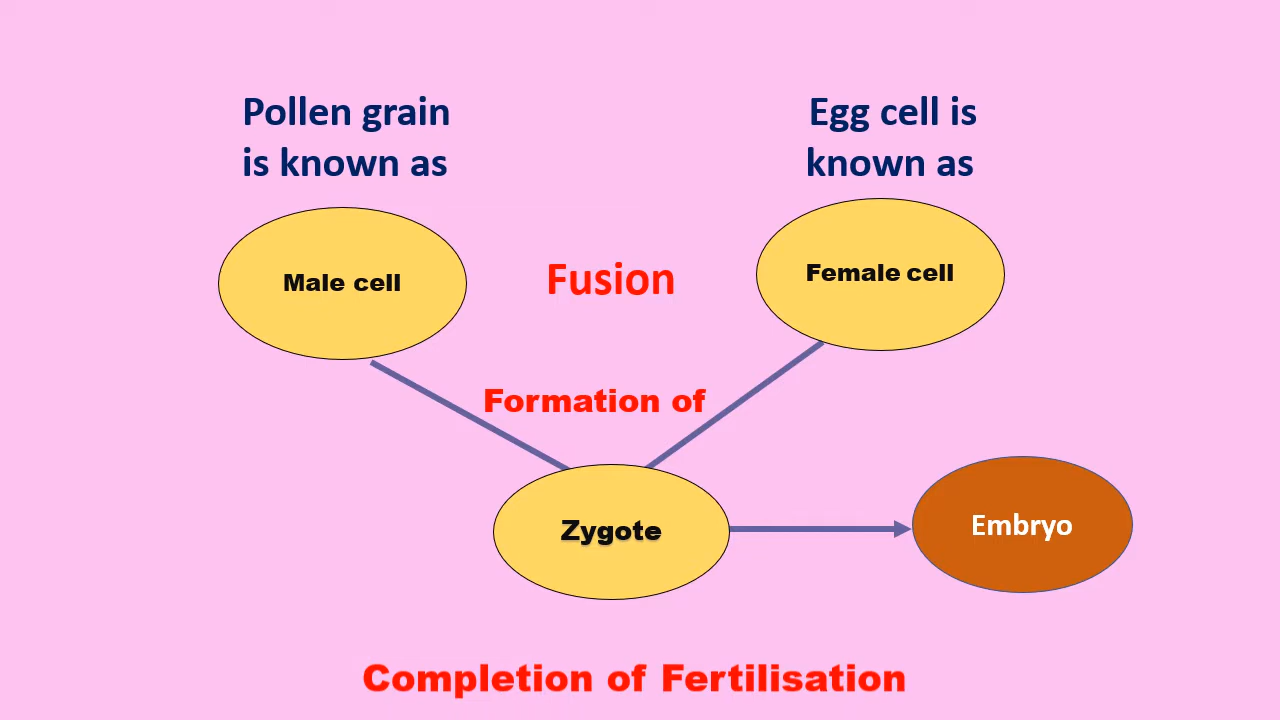 Pollen grain
is known as
Egg cell is
known as
Male cell
Fusion
Female cell
Formation of
Zygote
Embryo
Completion of Fertilisation